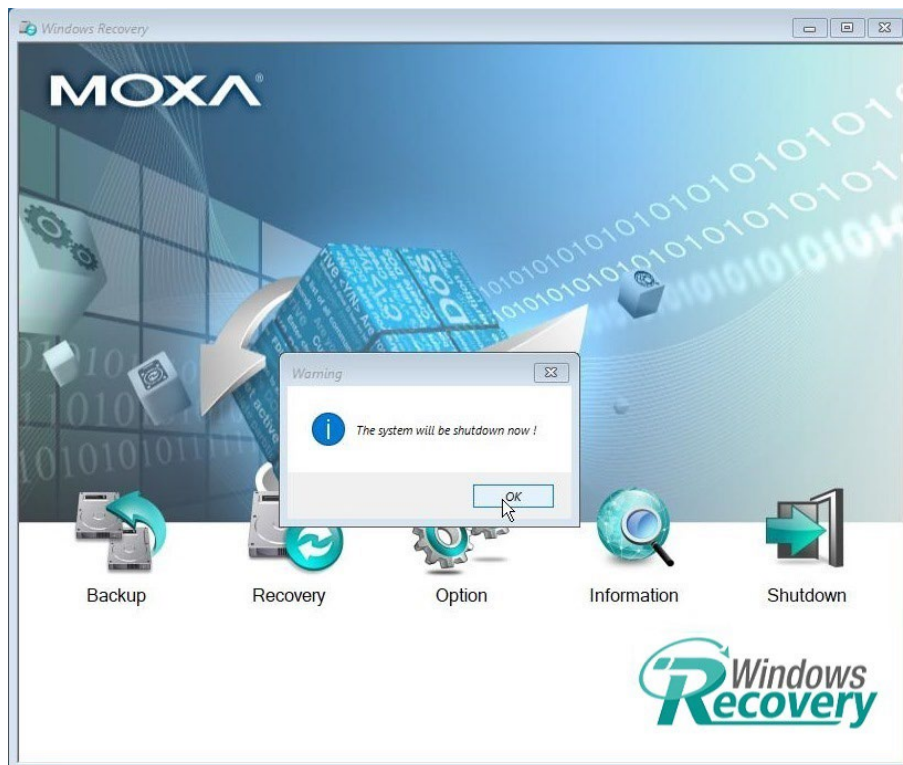 Windows Recovery
MOXA®
Warning
The system will be shutdown now !
OK
Backup
Recovery
Option
Information
Shutdown
Windows
Recovery